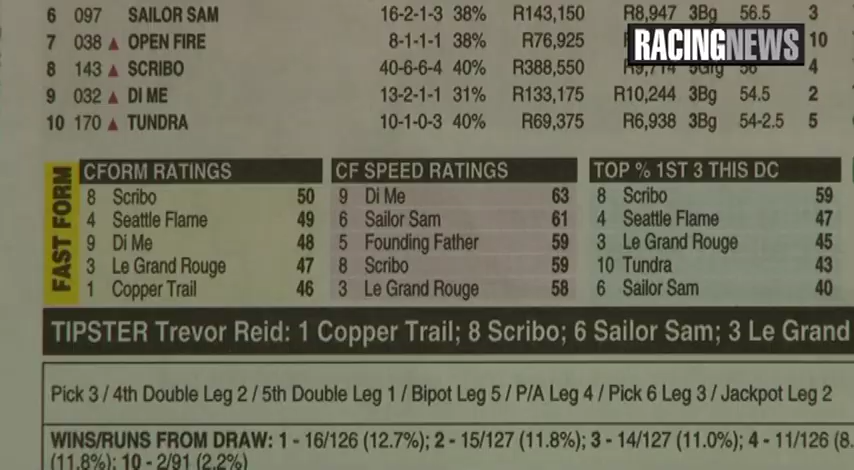 6 097 SAILOR SAM 16-2-1-3 38% R143,150 R8,947 3Bg 56.5 3
7 038 ▲ OPEN FIRE 8-1-1-1 38% R76,925 10
8 143 ▲ SCRIBO 40-6-6-4 40% R388,550 R9,714 56 4
9 032 ▲ DI ME 13-2-1-1 31% R133,175 R10,244 3Bg 54.5 2
10 170 ▲ TUNDRA 10-1-0-3 40% R69,375 R6,938 3Bg 54-2.5 5
RACINGNEWS
FAST FORM
CFORM RATINGS
8 Scribo 50
4 Seattle Flame 49
9 Di Me 48
3 Le Grand Rouge 47
1 Copper Trail 46
CF SPEED RATINGS
9 Di Me 63
6 Sailor Sam 61
5 Founding Father 59
8 Scribo 59
3 Le Grand Rouge 58
TOP % 1ST 3 THIS DC
8 Scribo 59
4 Seattle Flame 47
3 Le Grand Rouge 45
10 Tundra 43
6 Sailor Sam 40
TIPSTER Trevor Reid: 1 Copper Trail; 8 Scribo; 6 Sailor Sam; 3 Le Grand
Pick 3 / 4th Double Leg 2 / 5th Double Leg 1 / Bipot Leg 5 / P/A Leg 4 / Pick 6 Leg 3 / Jackpot Leg 2
WINS/RUNS FROM DRAW: 1 - 16/126 (12.7%); 2 - 15/127 (11.8%); 3 - 14/127 (11.0%); 4 - 11/126 (8.
(11.8%); 10 - 2/91 (2.2%)